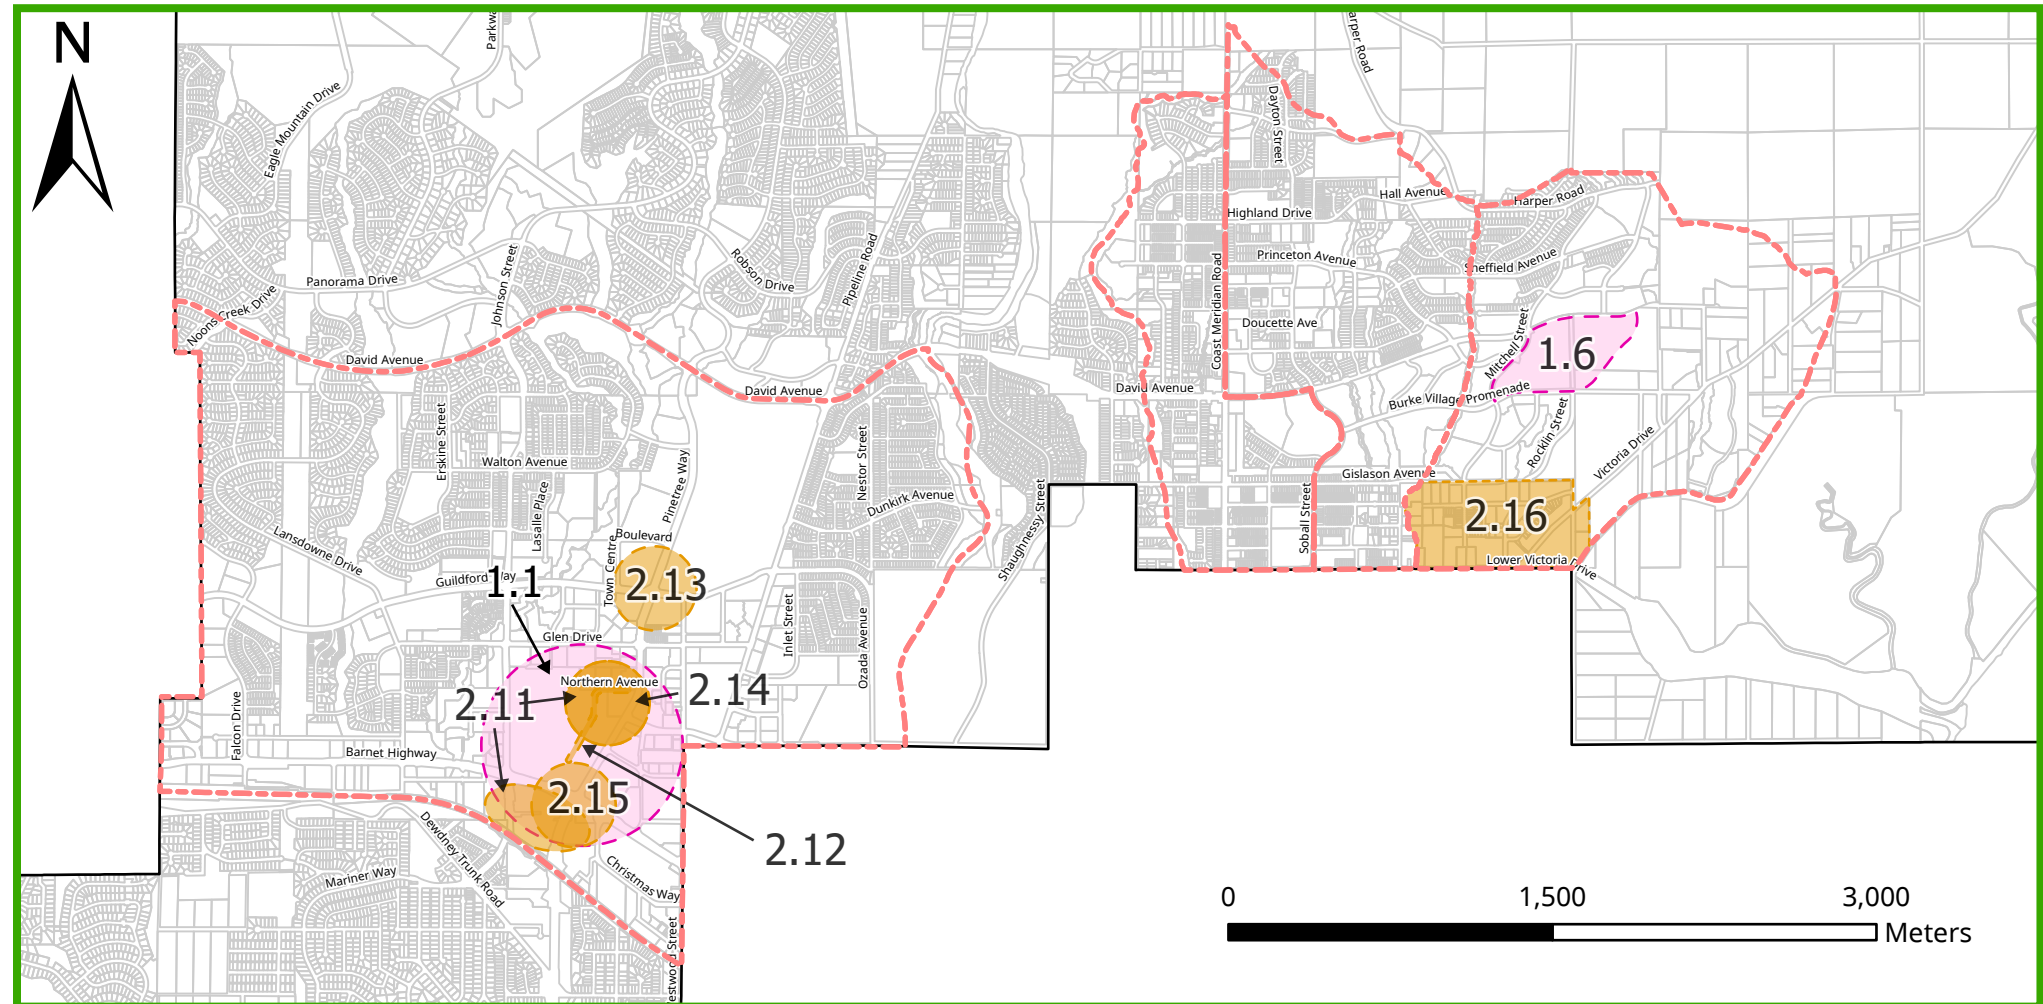 N
Parkwa
arper Road
Eagle Mountain Drive
Dayton Street
Hall Avenue
Harper Road
Highland Drive
Johnson Street
Robson Drive
Pipeline Road
Princeton Avenue
Sheffield Avenue
Panorama Drive
Noons Creek Drive
Coast Meridian Road
Doucette Ave
Mitchell Street
1.6
David Avenue
David Avenue
David Avenue
Burke Village Promenade
Erskine Street
Walton Avenue
Nestor Street
Rocklin Street
Victoria Drive
Gislason Avenue
Lasalle Place
Pinetree Way
Dunkirk Avenue
Shaughnessy Street
Soball Street
2.16
Lansdowne Drive
Town Centre
Boulevard
Lower Victoria Drive
Guildford Way
1.1
2.13
Inlet Street
Ozada Avenue
Glen Drive
Northern Avenue
2.11
2.14
Falcon Drive
Barnet Highway
2.15
2.12
Dewdney Trunk Road
Christmas Way
Mariner Way
estwood Street
0
1,500
3,000
Meters